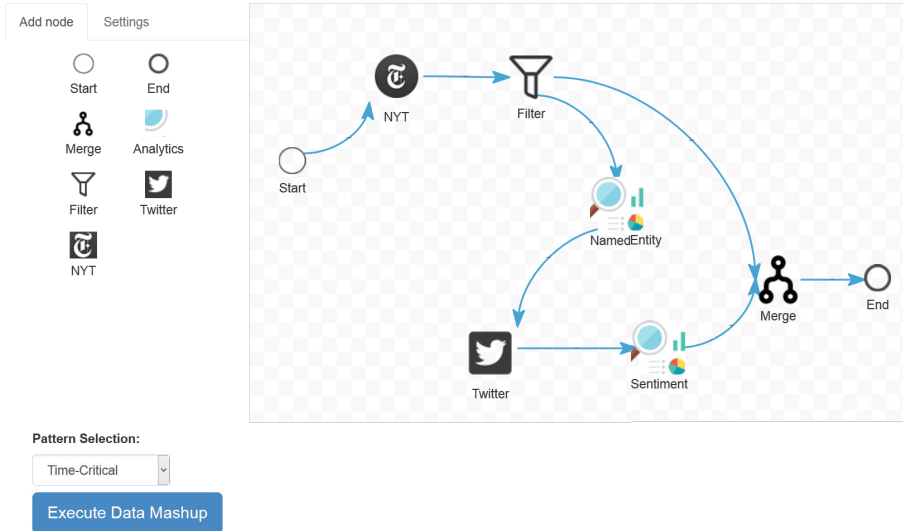 Add node
Settings
Start
End
Merge
Analytics
Filter
Twitter
NYT
NYT
Filter
Start
NamedEntity
Merge
End
Twitter
Sentiment
Pattern Selection:
Time-Critical
Execute Data Mashup